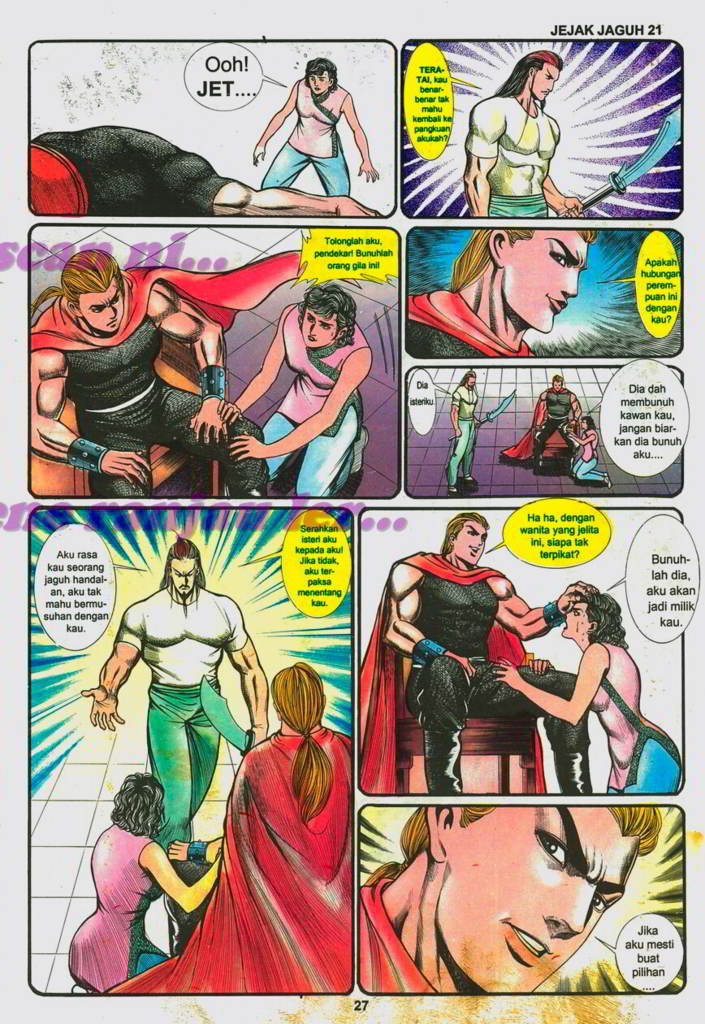 JEJAK JAGUH 21
Ooh!
JET....
TERA-
TAI, kau
benar-
benar tak
mahu
kembali ke
pangkuan
akukah?
scan ni...
Tolonglah aku,
pendekar! Bunuhlah
orang gila ini!
Apakah
hubungan
perem-
puan ini
dengan
kau?
Dia
isteriku
Dia dah
membunuh
kawan kau,
jangan biar-
kan dia bunuh
aku....
Aku rasa
kau seorang
jaguh handal-
an, aku tak
mahu bermu-
suhan dengan
kau.
Serahkan
isteri aku
kepada aku!
Jika tidak,
aku ter-
paksa
menentang
kau.
Ha ha, dengan
wanita yang jelita
ini, siapa tak
terpikat?
Bunuh-
lah dia,
aku akan
jadi milik
kau.
Jika
aku mesti
buat
pilihan
....
27